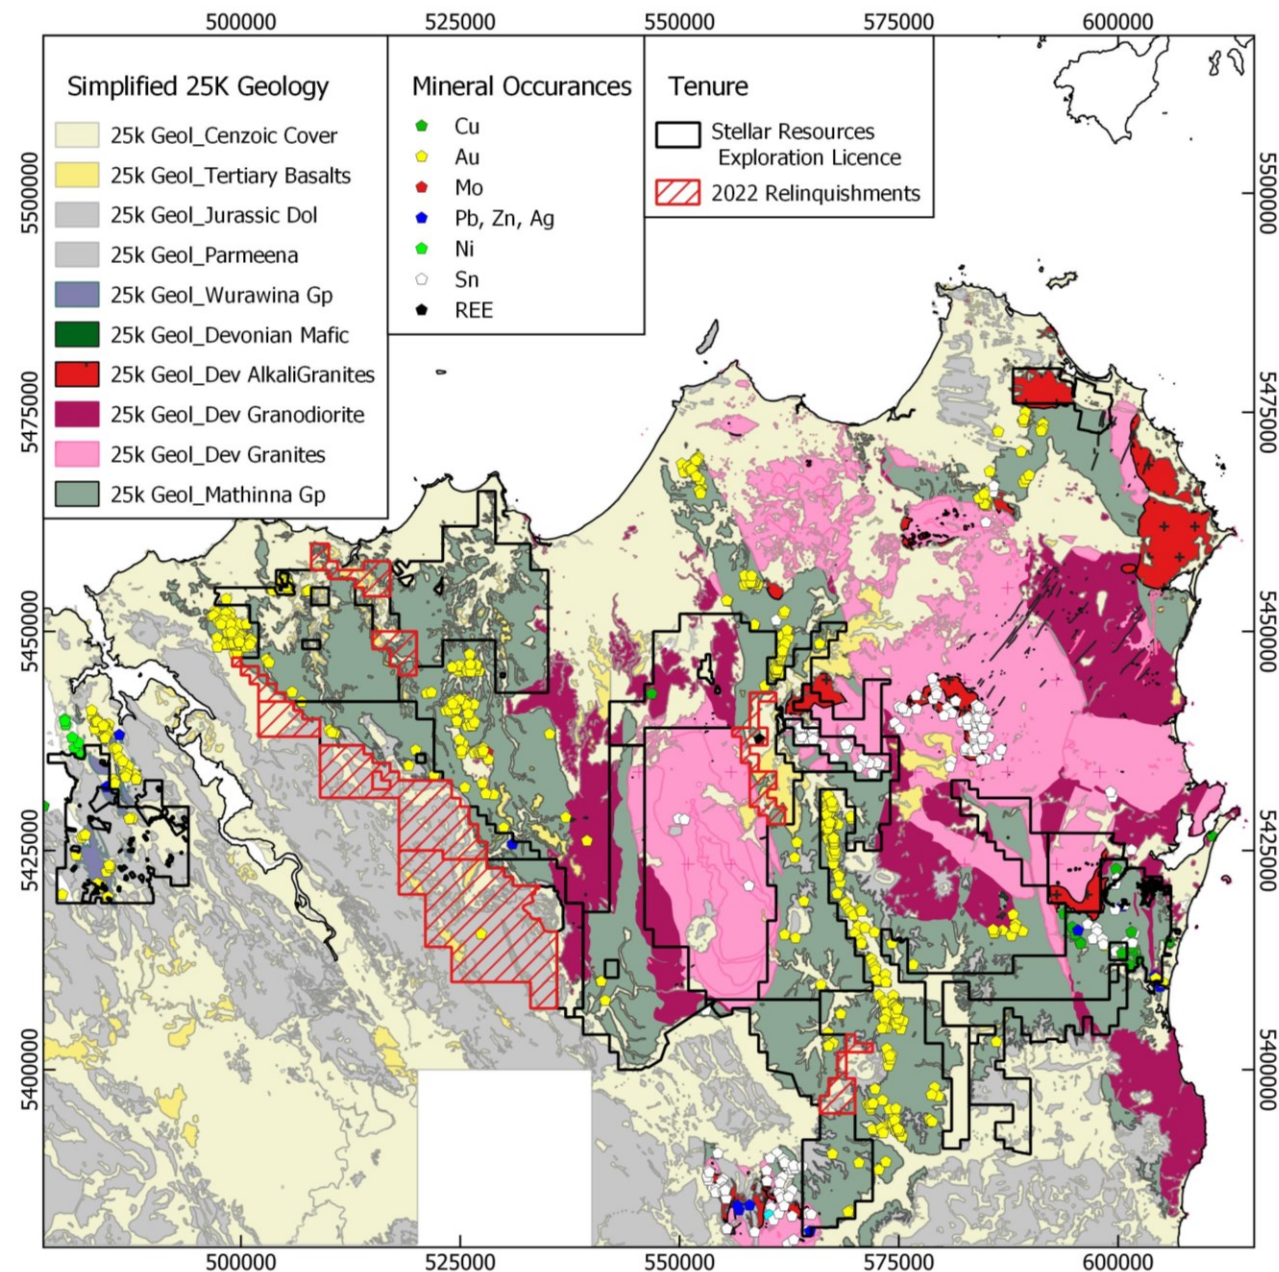 500000 525000 550000 575000 600000
Simplified 25K Geology
25k Geol_Cenzoic Cover
25k Geol_Tertiary Basalts
25k Geol_Jurassic Dol
25k Geol_Parmeena
25k Geol_Wurawina Gp
25k Geol_Devonian Mafic
25k Geol_Dev AlkaliGranites
25k Geol_Dev Granodiorite
25k Geol_Dev Granites
25k Geol_Mathinna Gp
Mineral Occurances
Cu
Au
Mo
Pb, Zn, Ag
Ni
Sn
REE
Tenure
Stellar Resources
Exploration Licence
2022 Relinquishments
5500000
5475000
5450000
5425000
5400000
5500000
5475000
5450000
5425000
5400000
500000 525000 550000 575000 600000